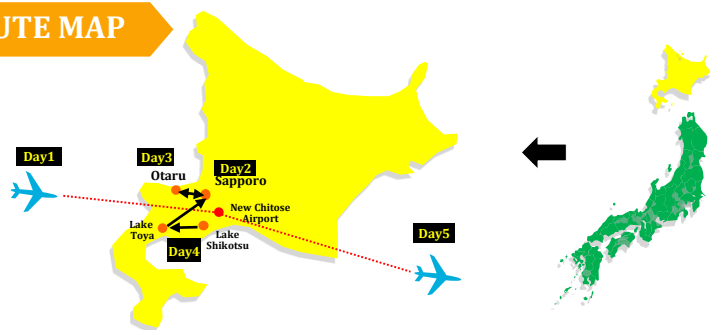 UTE MAP
Day1
Day3
Otaru
Day2
Sapporo
New Chitose
Airport
Lake
Toya
Lake
Shikotsu
Day4
Day5